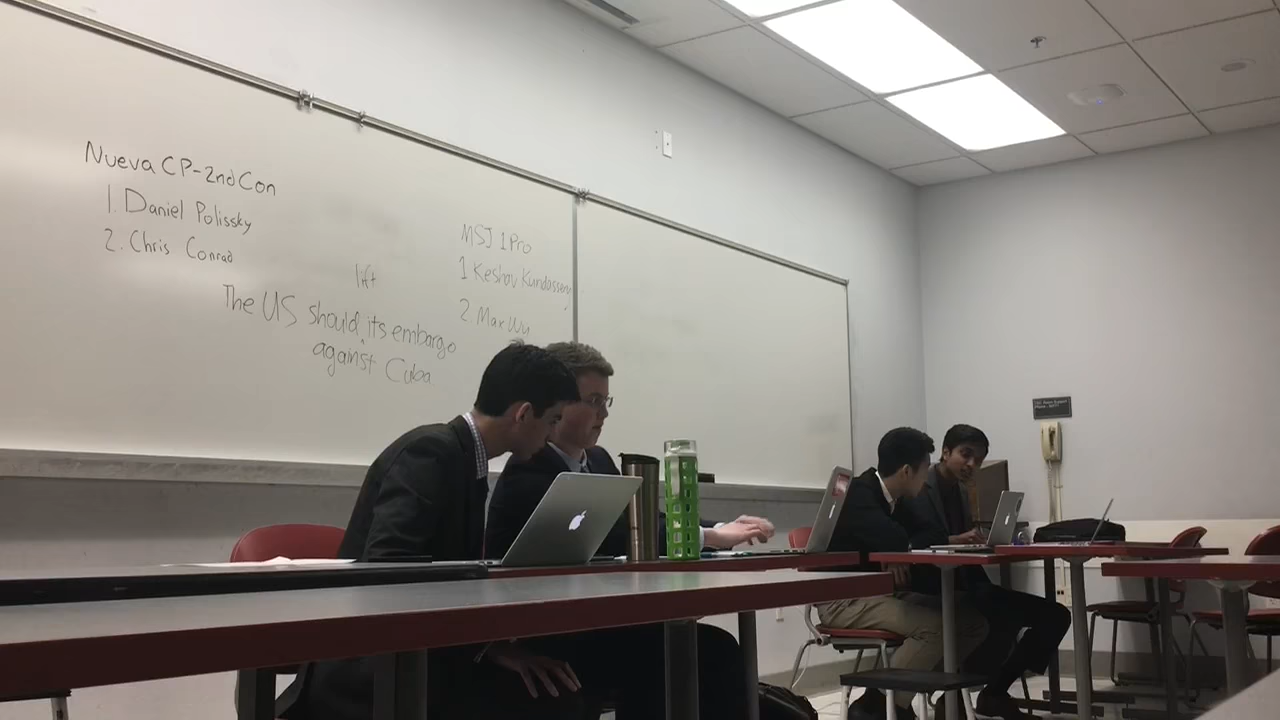 Nueva CP-2nd Con
1. Daniel Polissky
2. Chris Conrad
MSJ 1 Pro
1 Keshav Kundassery
2. Max Wu
lift
The US should ‸ its embargo
against Cuba